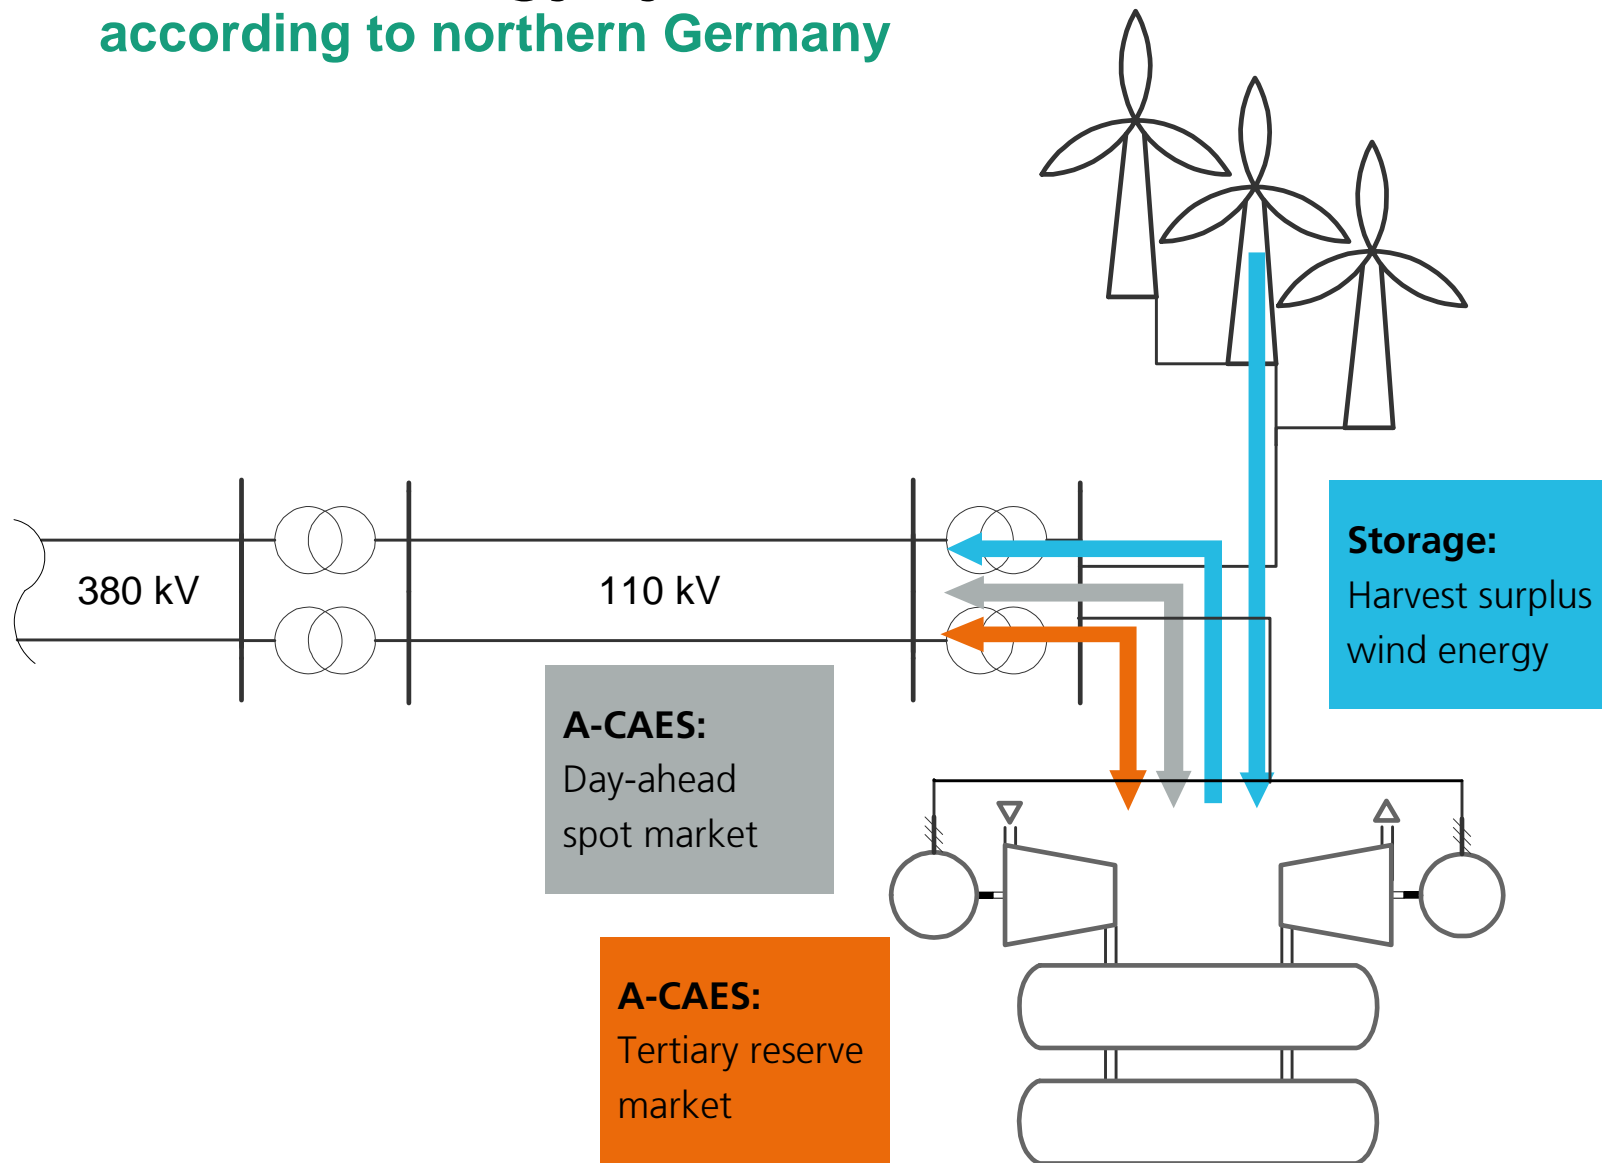 according to northern Germany
380 kV
110 kV
Storage:
Harvest surplus
wind energy
A-CAES:
Day-ahead
spot market
A-CAES:
Tertiary reserve
market